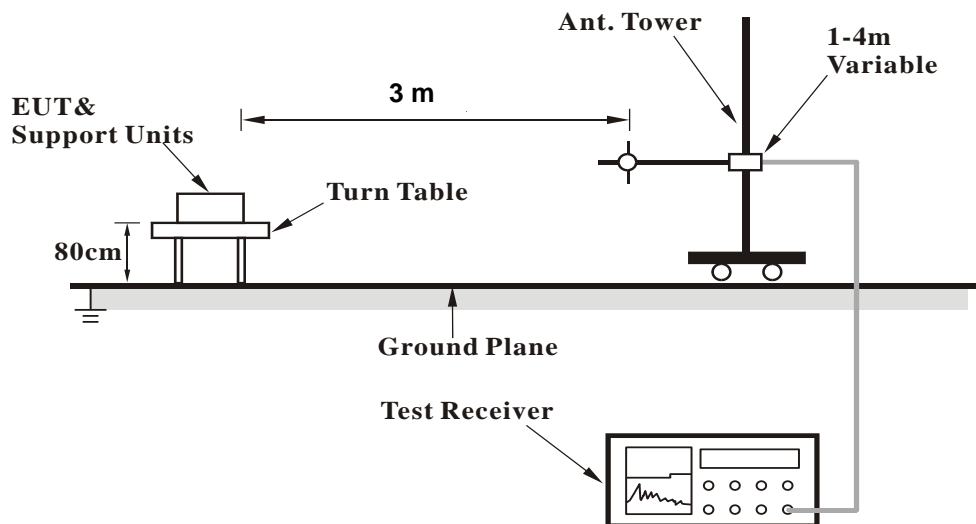 Ant. Tower
1-4m
Variable
3 m
EUT&
Support Units
Turn Table
80cm
Ground Plane
Test Receiver